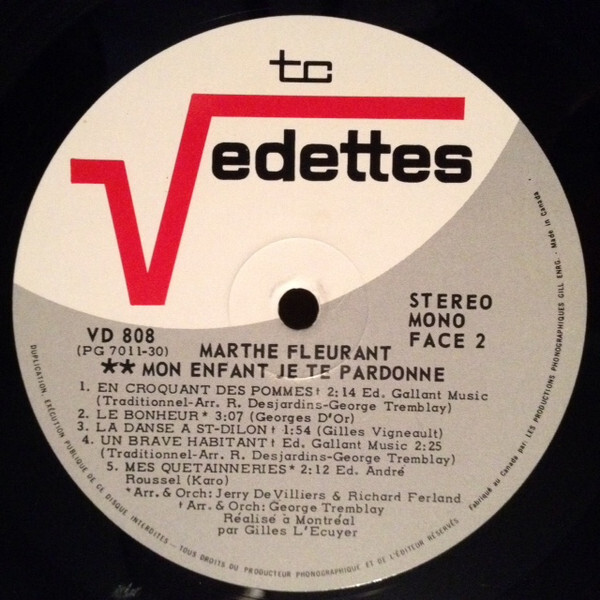 tc
Vedettes
VD 808
(PG 7011-30)
STEREO
MONO
FACE 2
MARTHE FLEURANT
** MON ENFANT JE TE PARDONNE
1. EN CROQUANT DES POMMES† 2:14 Ed. Gallant Music
(Traditionnel-Arr. R. Desjardins-George Tremblay)
2. LE BONHEUR* 3:07 (Georges D'Or)
3. LA DANSE A ST-DILON† 1:54 (Gilles Vigneault)
4. UN BRAVE HABITANT† Ed. Gallant Music 2:25
(Traditionnel-Arr. R. Desjardins-George Tremblay)
5. MES QUETAINNERIES* 2:12 Ed. André
Roussel (Karo)
*Arr. & Orch: Jerry De Villiers & Richard Ferland
†Arr. & Orch: George Tremblay
Réalisé à Montréal
par Gilles L'Ecuyer
DUPLICATION, EXÉCUTION PUBLIQUE DE CE DISQUE INTERDITES - TOUS DROITS DU PRODUCTEUR PHONOGRAPHIQUE ET DE L'ÉDITEUR RÉSERVÉS
Fabriqué au Canada par: LES PRODUCTIONS PHONOGRAPHIQUES GILL ENRG. - Made in Canada.